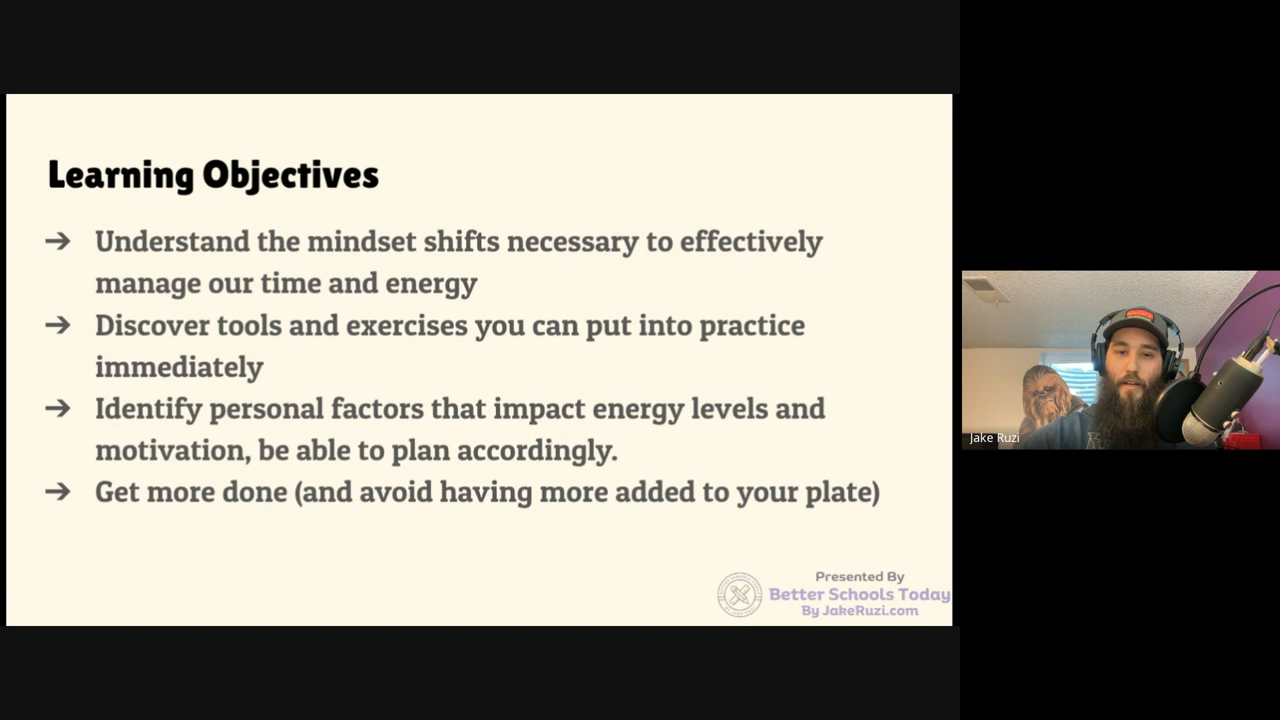 Learning Objectives
➔ Understand the mindset shifts necessary to effectively
manage our time and energy
➔ Discover tools and exercises you can put into practice
immediately
➔ Identify personal factors that impact energy levels and
motivation, be able to plan accordingly.
➔ Get more done (and avoid having more added to your plate)
Presented By
Better Schools Today
By JakeRuzi.com
Jake Ruzi